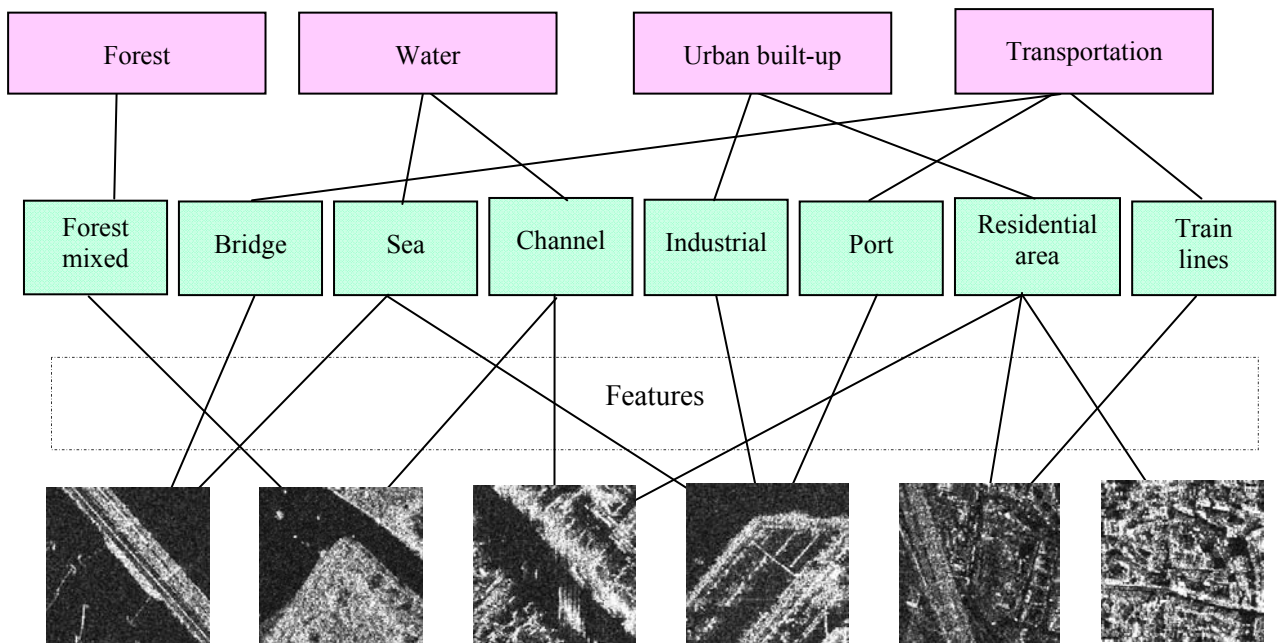 Forest
Water
Urban built-up
Transportation
Forest
mixed
Bridge
Sea
Channel
Industrial
Port
Residential
area
Train
lines
Features